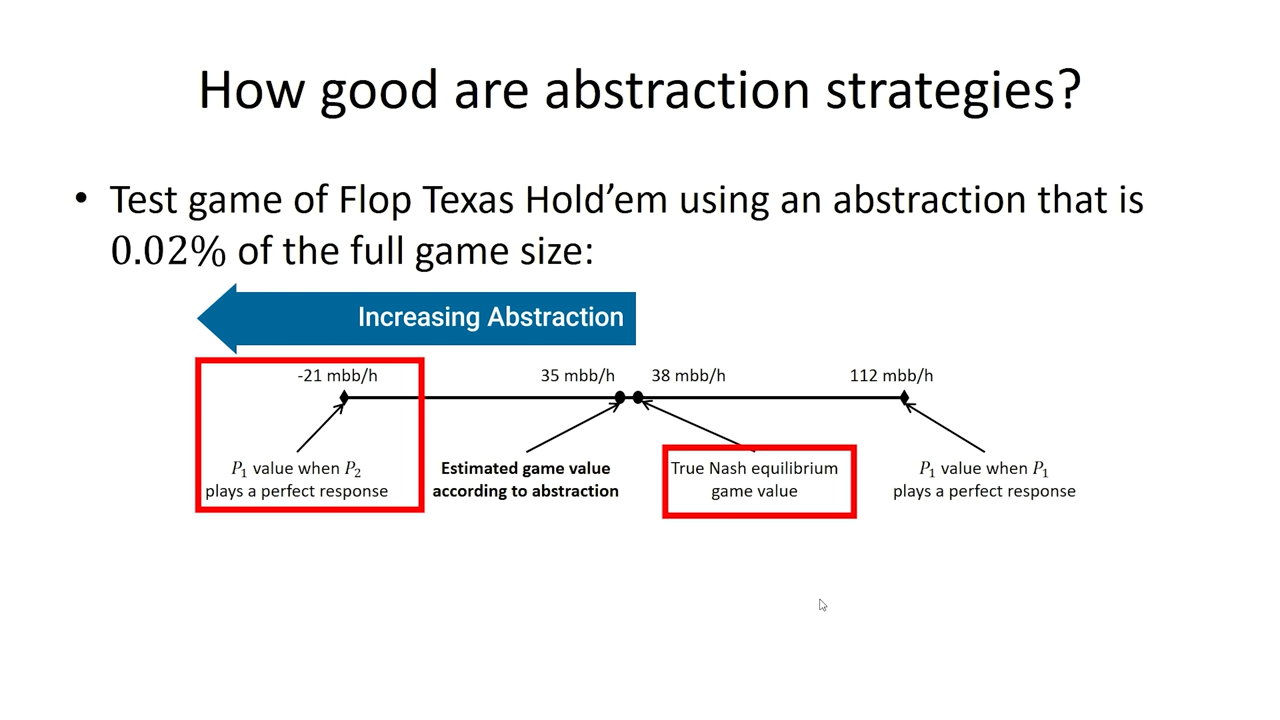 How good are abstraction strategies?
• Test game of Flop Texas Hold’em using an abstraction that is
0.02% of the full game size:
Increasing Abstraction
-21 mbb/h 35 mbb/h 38 mbb/h 112 mbb/h
P₁ value when P₂ Estimated game value True Nash equilibrium P₁ value when P₁
plays a perfect response according to abstraction game value plays a perfect response